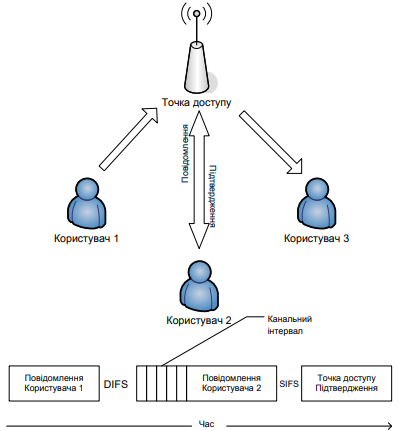 Точка доступу
Повідомлення
Підтвердження
Користувач 1
Користувач 3
Користувач 2
Канальний
інтервал
Повідомлення
Користувача 1
DIFS
Повідомлення
Користувача 2
SIFS
Точка доступу
Підтвердження
Час